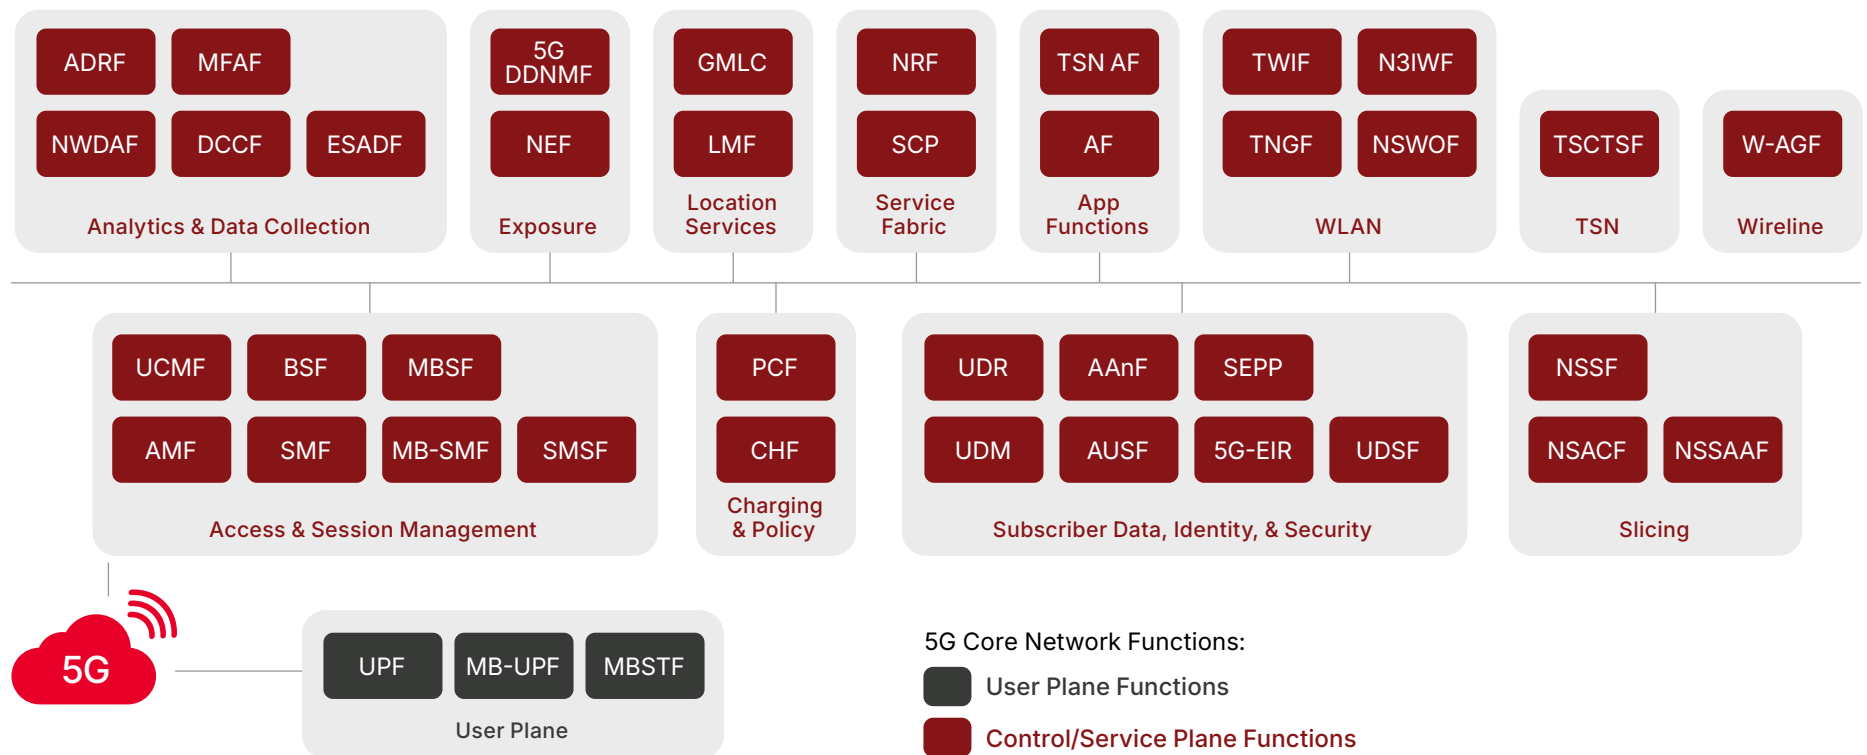 ADRF
MFAF
NWDAF
DCCF
ESADF
Analytics & Data Collection
5G
DDNMF
NEF
Exposure
GMLC
LMF
Location
Services
NRF
SCP
Service
Fabric
TSN AF
AF
App
Functions
TWIF
N3IWF
TNGF
NSWOF
WLAN
TSCTSF
TSN
W-AGF
Wireline
UCMF
BSF
MBSF
AMF
SMF
MB-SMF
SMSF
Access & Session Management
PCF
CHF
Charging
& Policy
UDR
AAnF
SEPP
UDM
AUSF
5G-EIR
UDSF
Subscriber Data, Identity, & Security
NSSF
NSACF
NSSAAF
Slicing
5G
UPF
MB-UPF
MBSTF
User Plane
5G Core Network Functions:
User Plane Functions
Control/Service Plane Functions